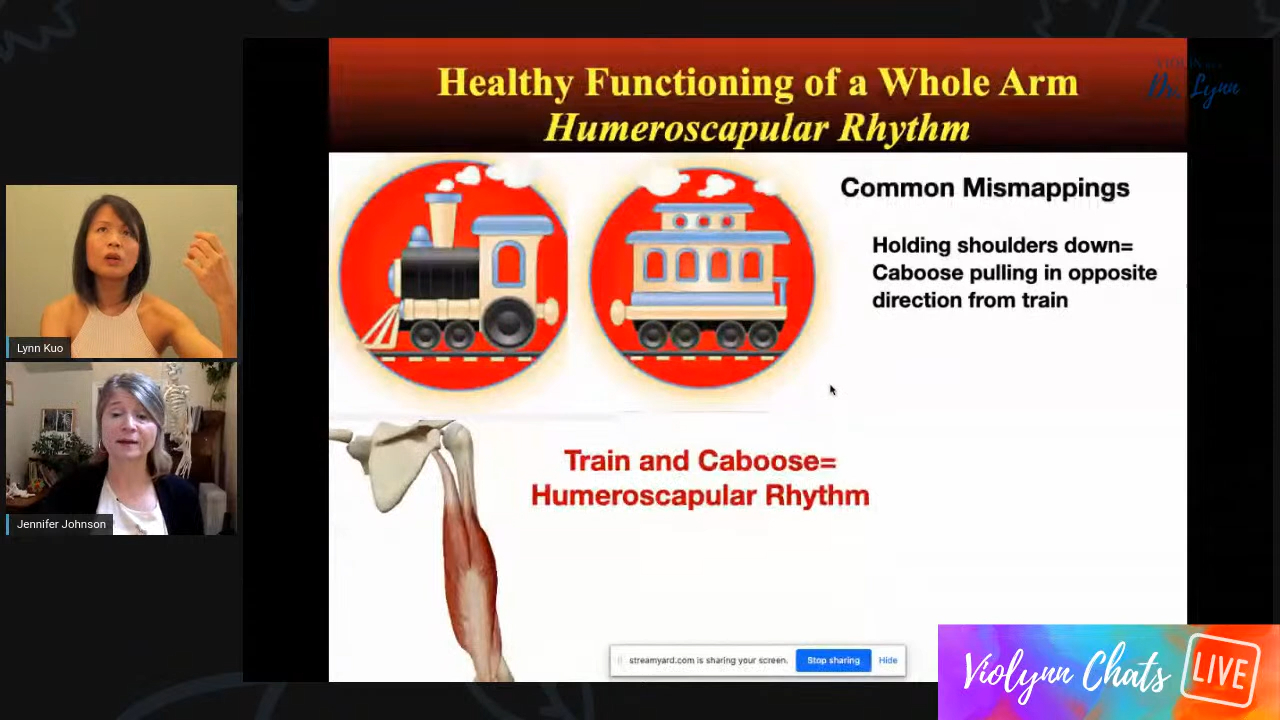 Healthy Functioning of a Whole Arm
Humeroscapular Rhythm
Dr. Lynn
Common Mismappings
Holding shoulders down=
Caboose pulling in opposite
direction from train
Lynn Kuo
Jennifer Johnson
Train and Caboose=
Humeroscapular Rhythm
streamyard.com is sharing your screen.
Stop sharing
Hide
Violynn Chats
LIVE